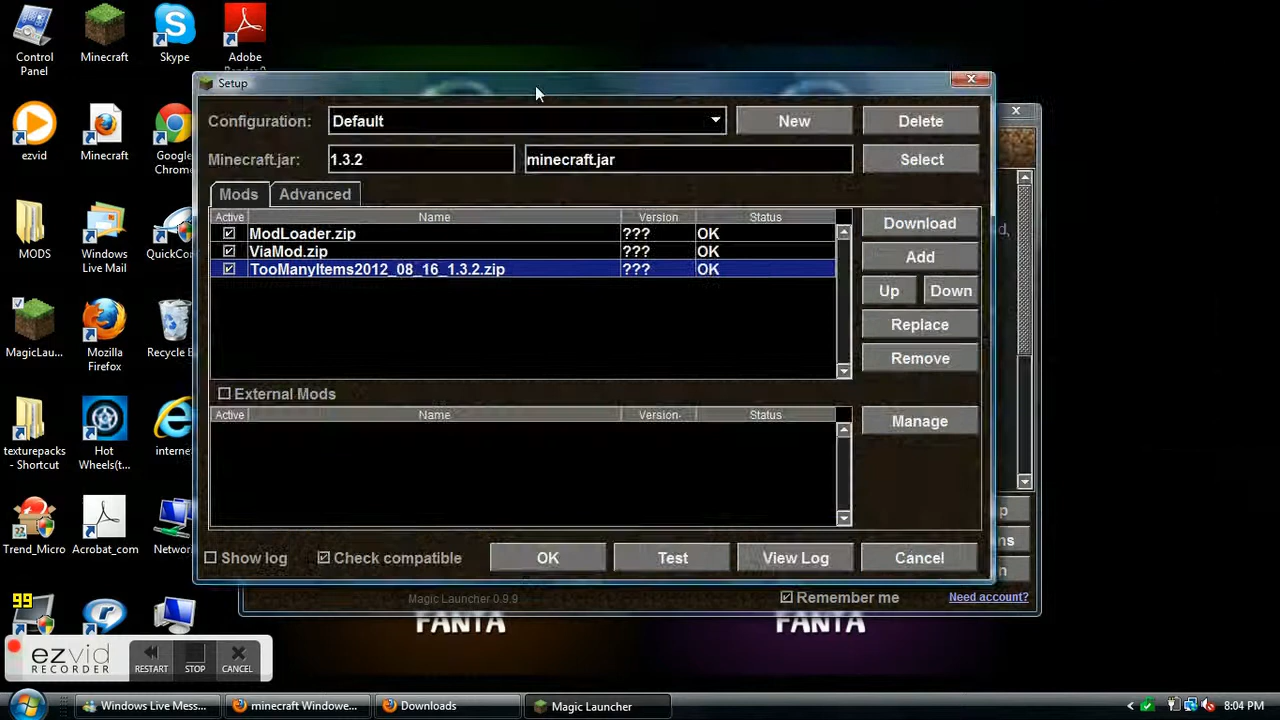 Control Panel
Minecraft
Skype
Adobe
Setup
Configuration:
Default
New
Delete
Minecraft.jar:
1.3.2
minecraft.jar
Select
Mods
Advanced
Active
Name
Version
Status
ModLoader.zip
???
OK
ViaMod.zip
???
OK
TooManyItems2012_08_16_1.3.2.zip
???
OK
Download
Add
Up
Down
Replace
Remove
External Mods
Active
Name
Version
Status
Manage
Show log
Check compatible
OK
Test
View Log
Cancel
Magic Launcher 0.9.9
Remember me
Need account?
ezvid
Minecraft
Google Chrome
MODS
Windows Live Mail
QuickCo
MagicLau...
Mozilla Firefox
Recycle
texturepacks - Shortcut
Hot Wheels(t...
interne
Trend_Micro
Acrobat_com
Networ
99
FANTA
FANTA
ezvid
RECORDER
RESTART
STOP
CANCEL
Windows Live Mess...
minecraft Windowe...
Downloads
Magic Launcher
8:04 PM